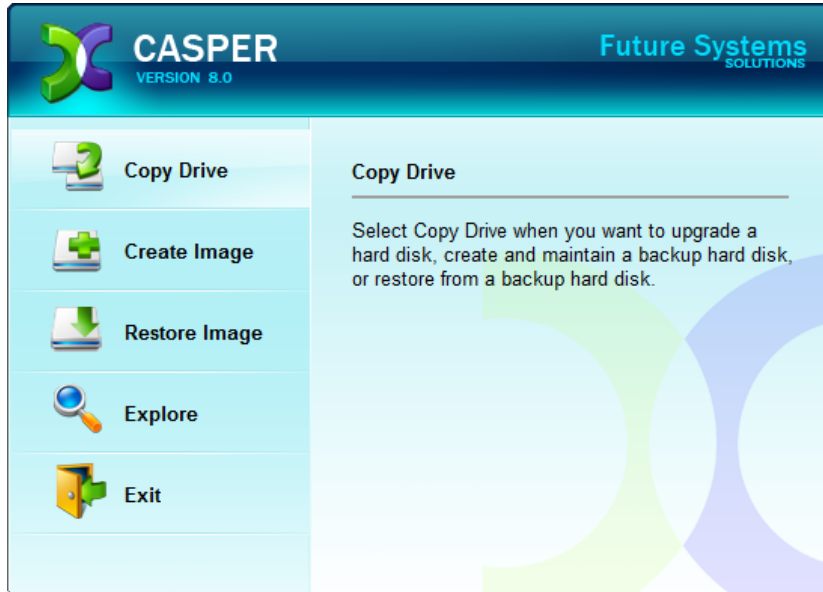 CASPER
VERSION 8.0
Future Systems
SOLUTIONS
Copy Drive
Create Image
Restore Image
Explore
Exit
Copy Drive
Select Copy Drive when you want to upgrade a
hard disk, create and maintain a backup hard disk,
or restore from a backup hard disk.